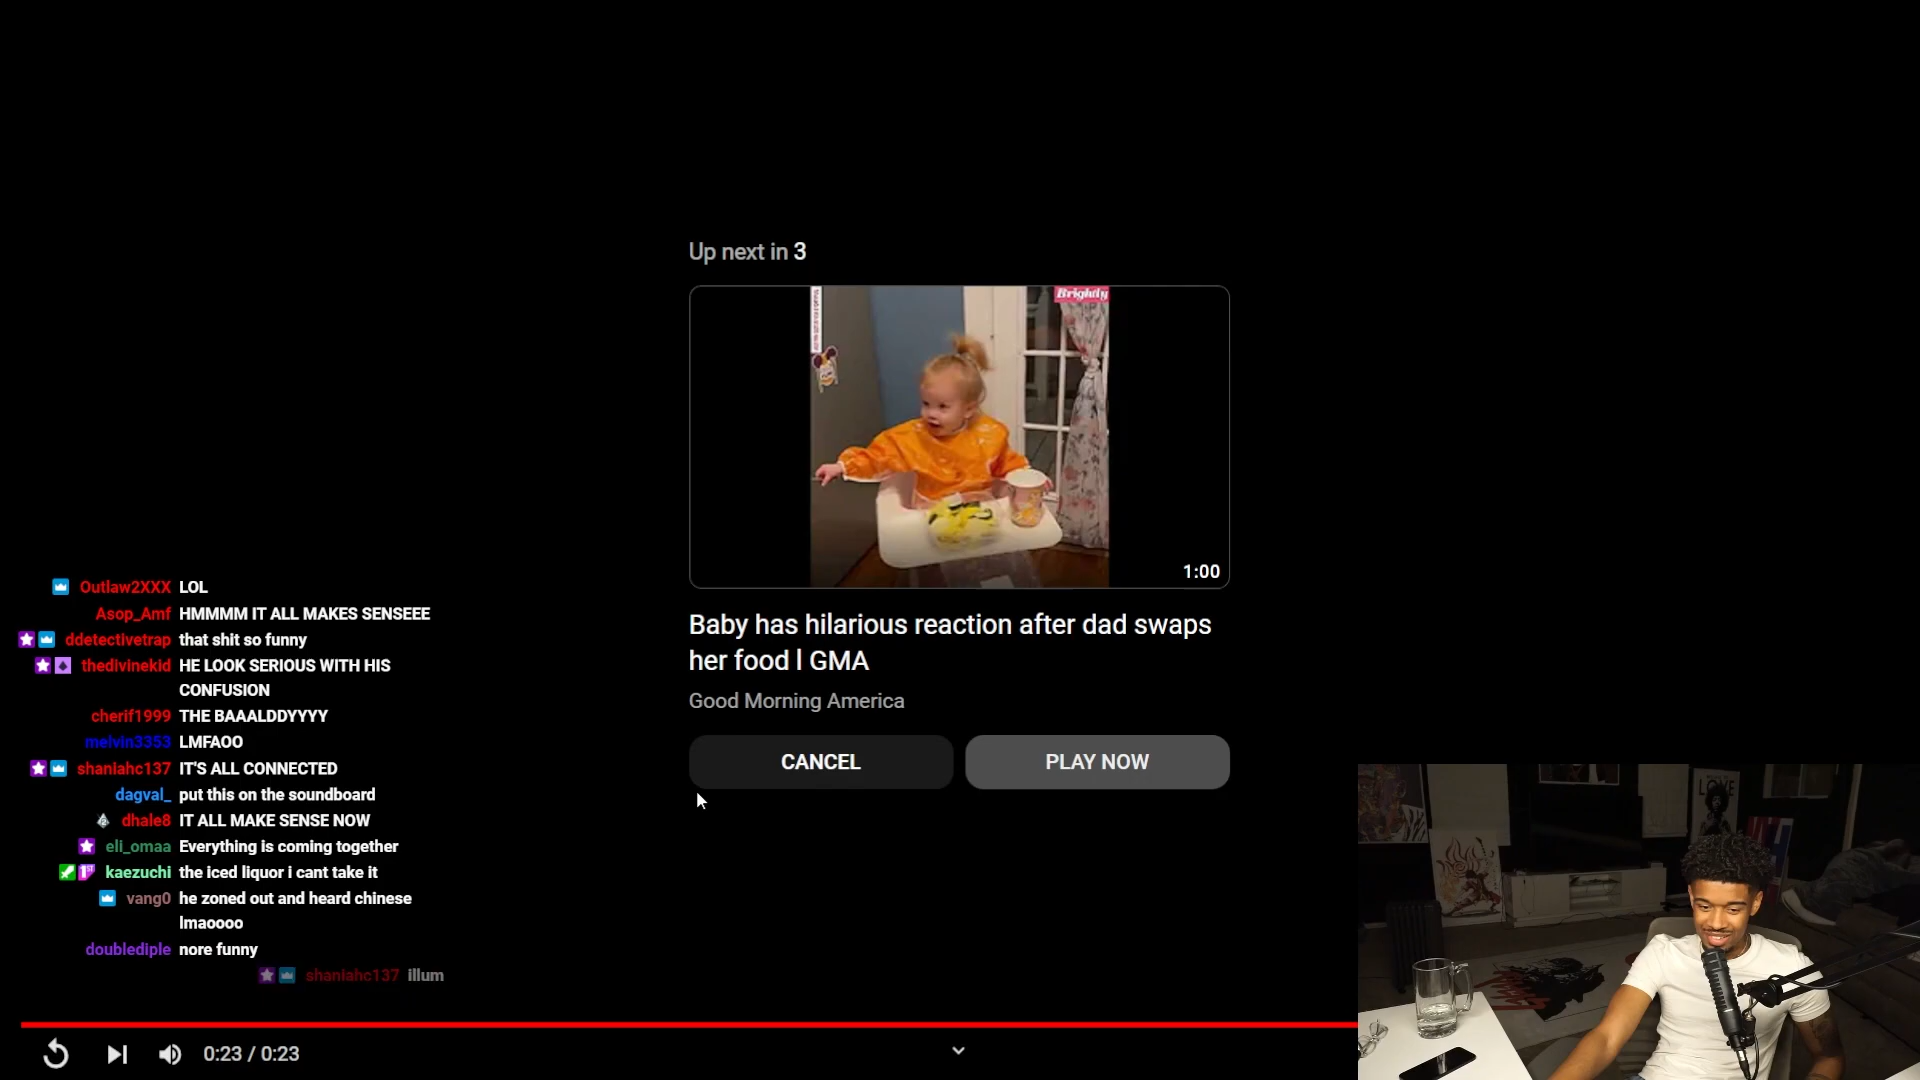 Up next in 3
Brightly
1:00
Baby has hilarious reaction after dad swaps
her food l GMA
Good Morning America
CANCEL
PLAY NOW
Outlaw2XXX LOL
Asop_Amf HMMMM IT ALL MAKES SENSEEE
ddetectivetrap that shit so funny
thedivinekid HE LOOK SERIOUS WITH HIS
CONFUSION
cherif1999 THE BAAALDDYYYY
melvin3353 LMFAOO
shaniahc137 IT'S ALL CONNECTED
dagval_ put this on the soundboard
dhale8 IT ALL MAKE SENSE NOW
eli_omaa Everything is coming together
kaezuchi the iced liquor i cant take it
vang0 he zoned out and heard chinese
lmaoooo
doublediple nore funny
shaniahc137 illum
0:23 / 0:23
LOVE